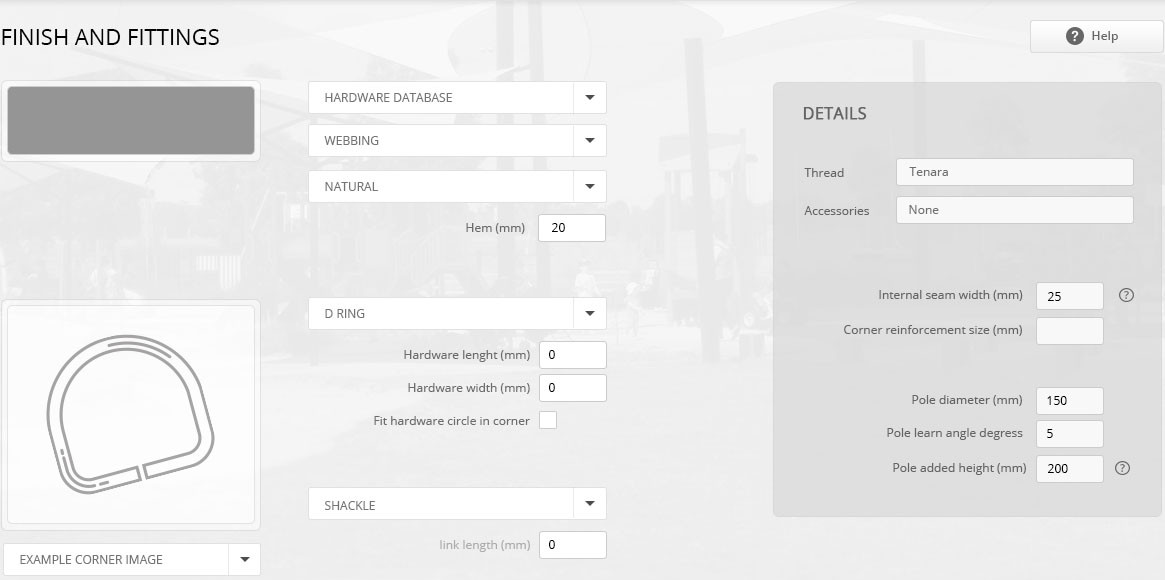 FINISH AND FITTINGS
? Help
HARDWARE DATABASE
WEBBING
NATURAL
Hem (mm) 20
D RING
Hardware lenght (mm) 0
Hardware width (mm) 0
Fit hardware circle in corner
SHACKLE
link length (mm) 0
EXAMPLE CORNER IMAGE
DETAILS
Thread Tenara
Accessories None
Internal seam width (mm) 25 ?
Corner reinforcement size (mm)
Pole diameter (mm) 150
Pole learn angle degress 5
Pole added height (mm) 200 ?